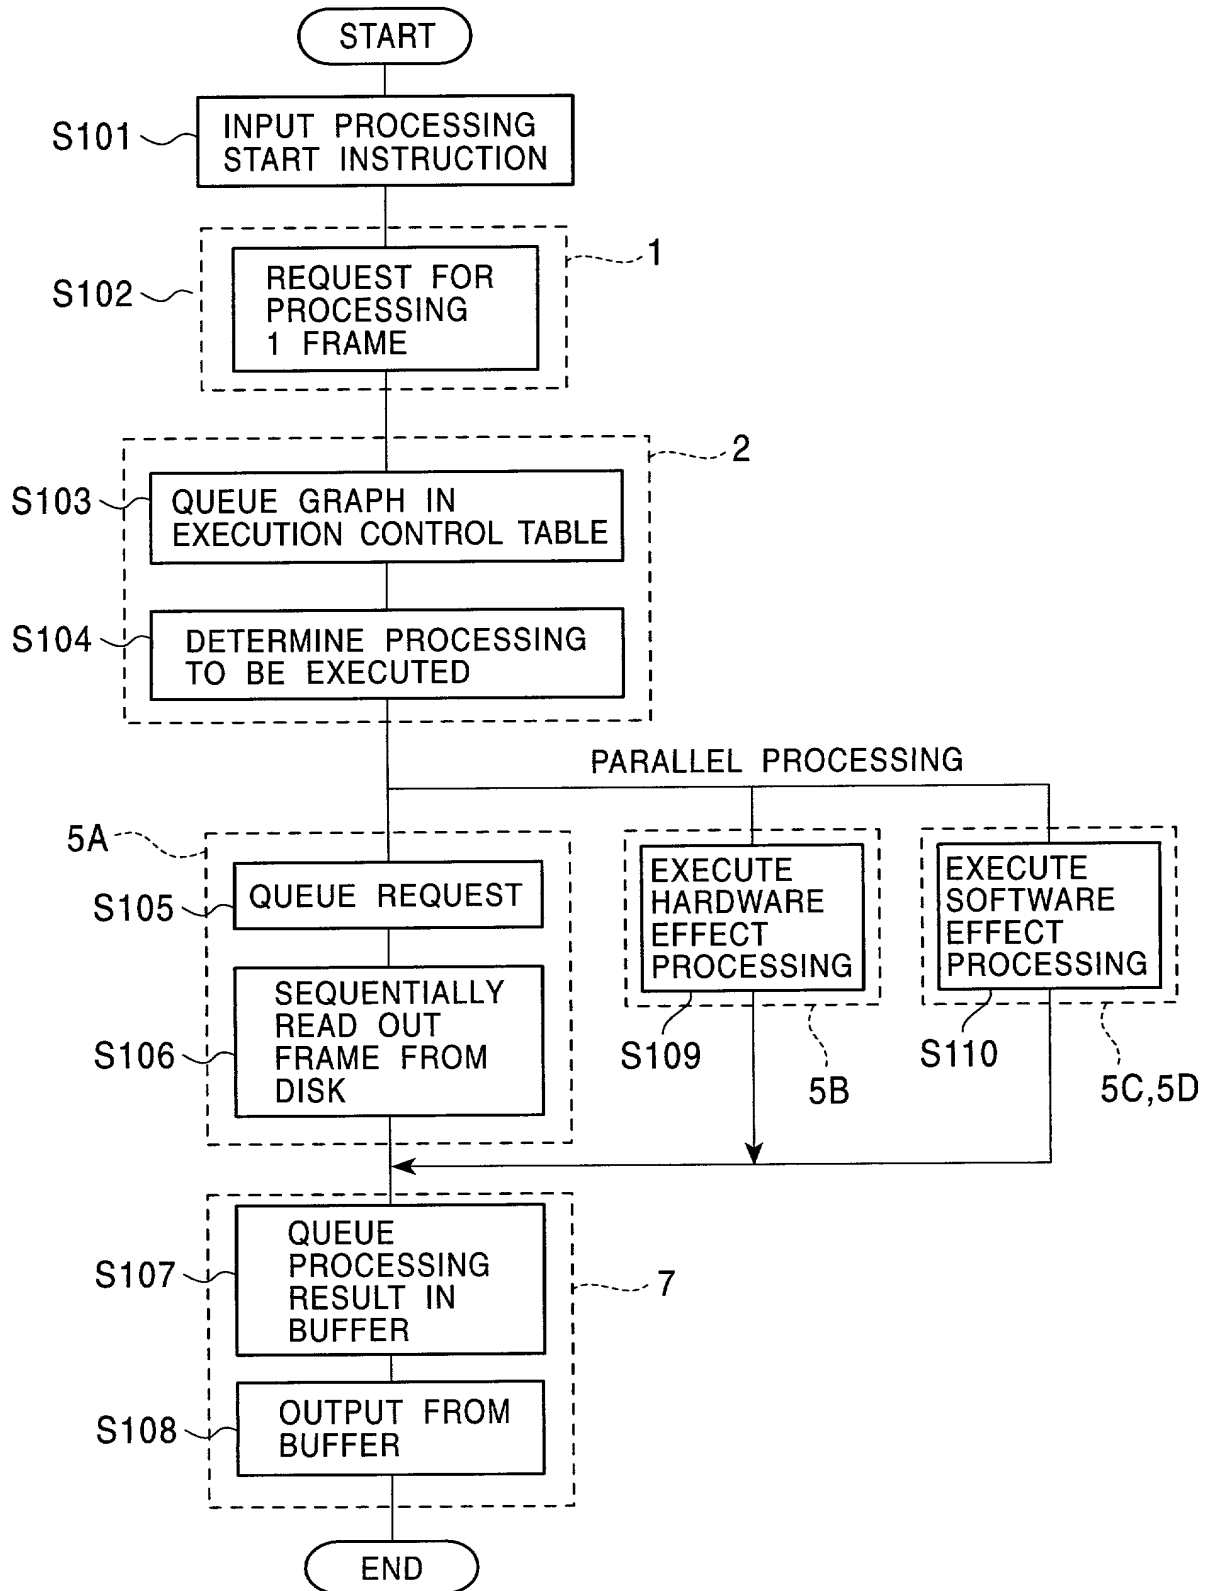 START
S101
INPUT PROCESSING
START INSTRUCTION
1
S102
REQUEST FOR
PROCESSING
1 FRAME
2
S103
QUEUE GRAPH IN
EXECUTION CONTROL TABLE
S104
DETERMINE PROCESSING
TO BE EXECUTED
PARALLEL PROCESSING
5A
S105
QUEUE REQUEST
S106
SEQUENTIALLY
READ OUT
FRAME FROM
DISK
EXECUTE
HARDWARE
EFFECT
PROCESSING
S109
5B
EXECUTE
SOFTWARE
EFFECT
PROCESSING
S110
5C,5D
S107
QUEUE
PROCESSING
RESULT IN
BUFFER
7
S108
OUTPUT FROM
BUFFER
END